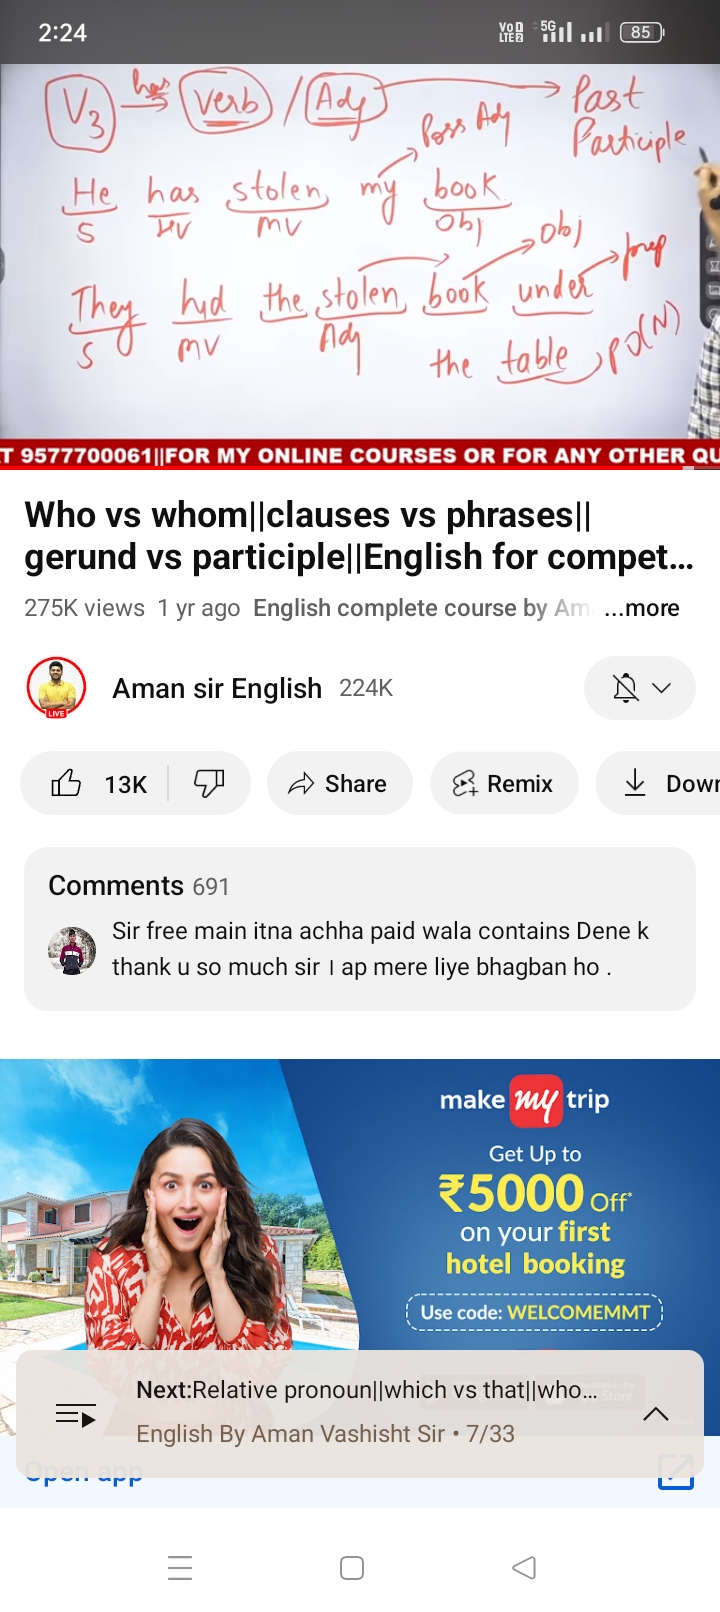 2:24
VoD LTE2 5G 85
V3 has Verb / Adj Past Participle
Poss Adj
He has stolen my book
S HV MV Obj
Obj prep
They hid the stolen book under
S MV Adj
the table PO(N)
T 9577700061||FOR MY ONLINE COURSES OR FOR ANY OTHER QU
Who vs whom||clauses vs phrases||
gerund vs participle||English for compet...
275K views 1 yr ago English complete course by Am ...more
Aman sir English 224K
LIVE
13K Share Remix Down
Comments 691
Sir free main itna achha paid wala contains Dene k
thank u so much sir । ap mere liye bhagban ho .
make my trip
Get Up to
₹5000 Off*
on your first
hotel booking
Use code: WELCOMEMMT
Next:Relative pronoun||which vs that||who...
English By Aman Vashisht Sir • 7/33
Open app